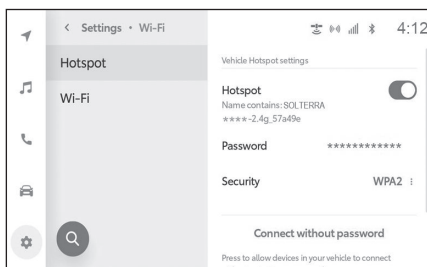 Settings • Wi-Fi
4:12
Hotspot
Wi-Fi
Vehicle Hotspot settings
Hotspot
Name contains: SOLTERRA
****-2.4g_57a49e
Password ************
Security WPA2
Connect without password
Press to allow devices in your vehicle to connect